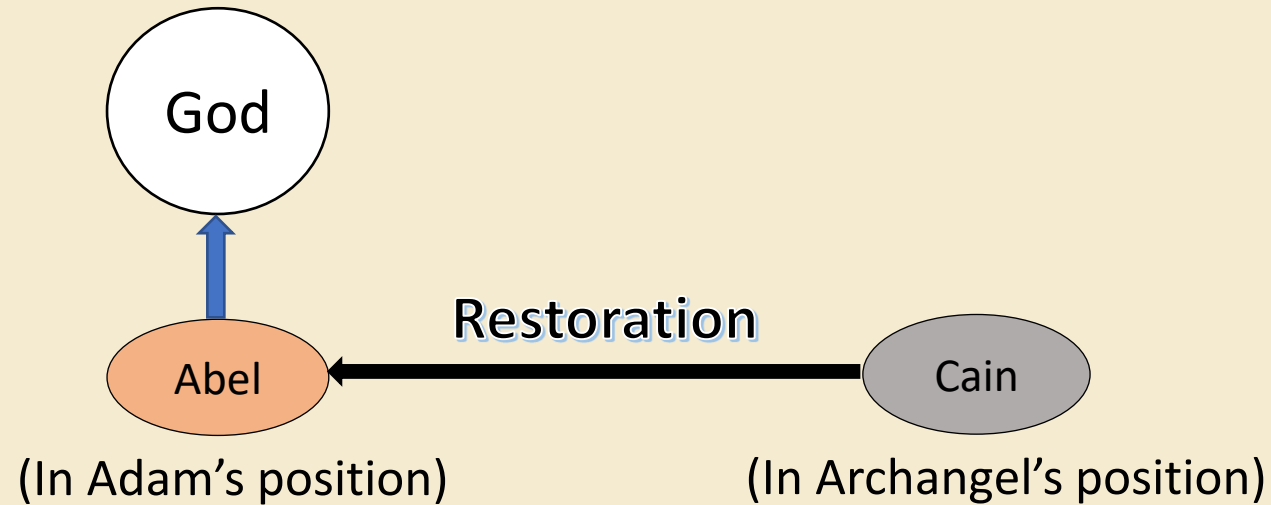 God
Restoration
Abel
Cain
(In Adam’s position)
(In Archangel’s position)